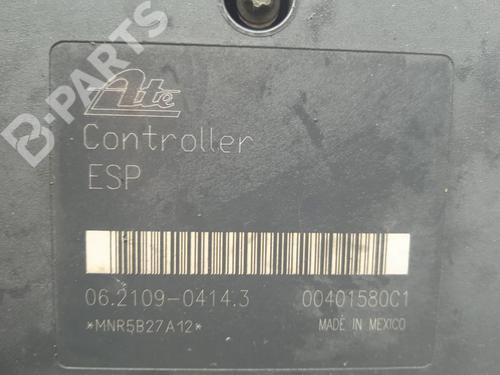 B-PARTS
Ate
Controller
ESP
06.2109-0414.3 00401580C1
*MNR5B27A12* MADE IN MEXICO